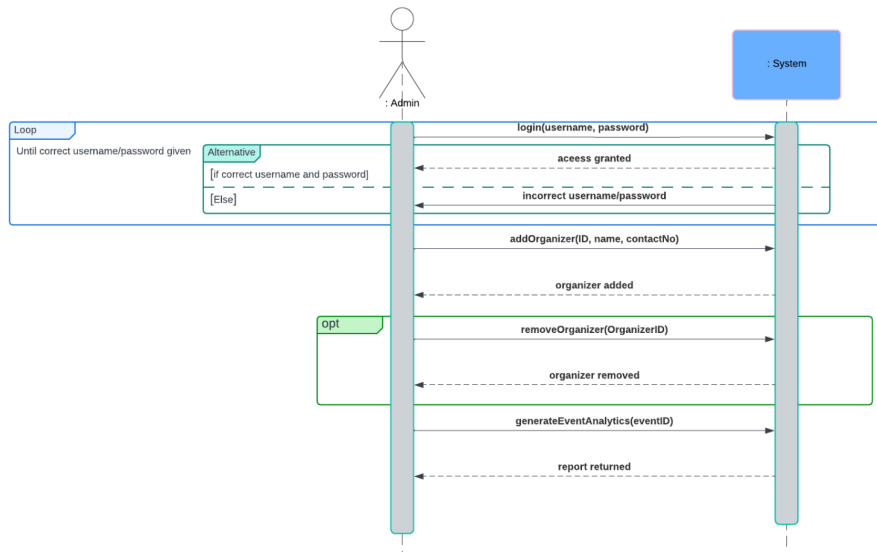 : System
: Admin
Loop
login(username, password)
Until correct username/password given
Alternative
aceess granted
[if correct username and password]
incorrect username/password
[Else]
addOrganizer(ID, name, contactNo)
organizer added
opt
removeOrganizer(OrganizerID)
organizer removed
generateEventAnalytics(eventID)
report returned